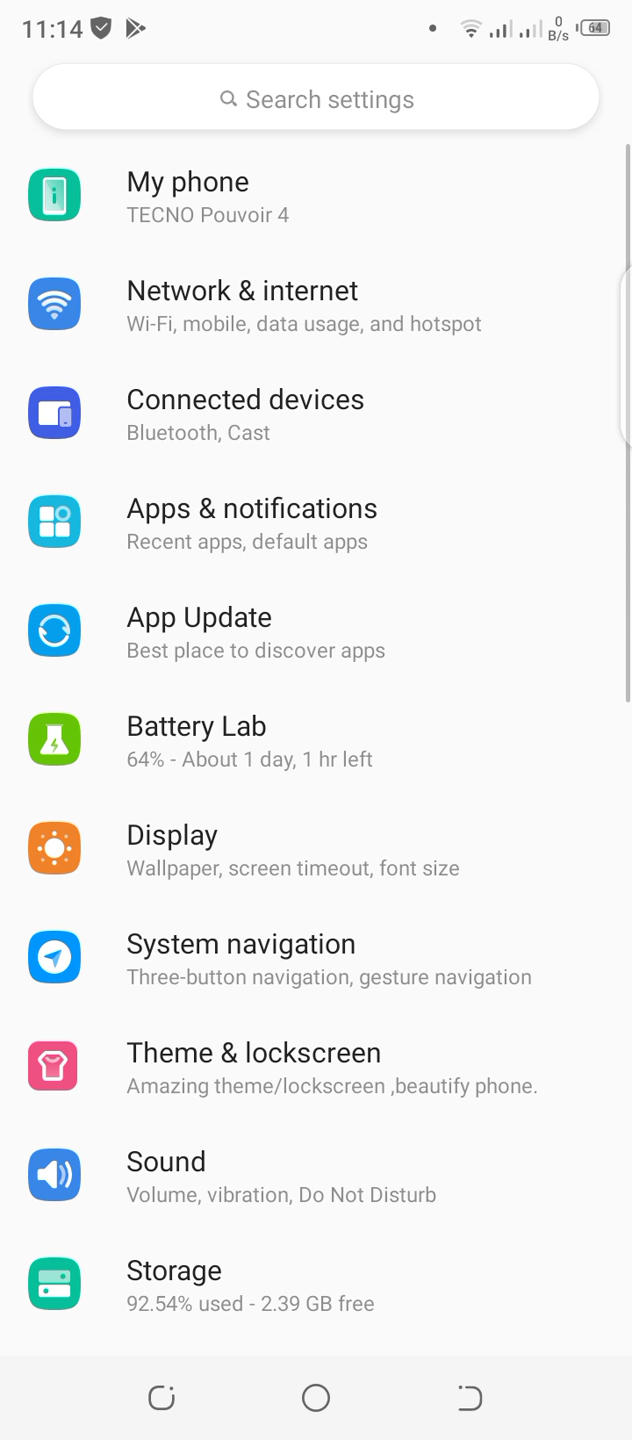 11:14 0 B/s 64
Search settings
My phone
TECNO Pouvoir 4
Network & internet
Wi-Fi, mobile, data usage, and hotspot
Connected devices
Bluetooth, Cast
Apps & notifications
Recent apps, default apps
App Update
Best place to discover apps
Battery Lab
64% - About 1 day, 1 hr left
Display
Wallpaper, screen timeout, font size
System navigation
Three-button navigation, gesture navigation
Theme & lockscreen
Amazing theme/lockscreen ,beautify phone.
Sound
Volume, vibration, Do Not Disturb
Storage
92.54% used - 2.39 GB free